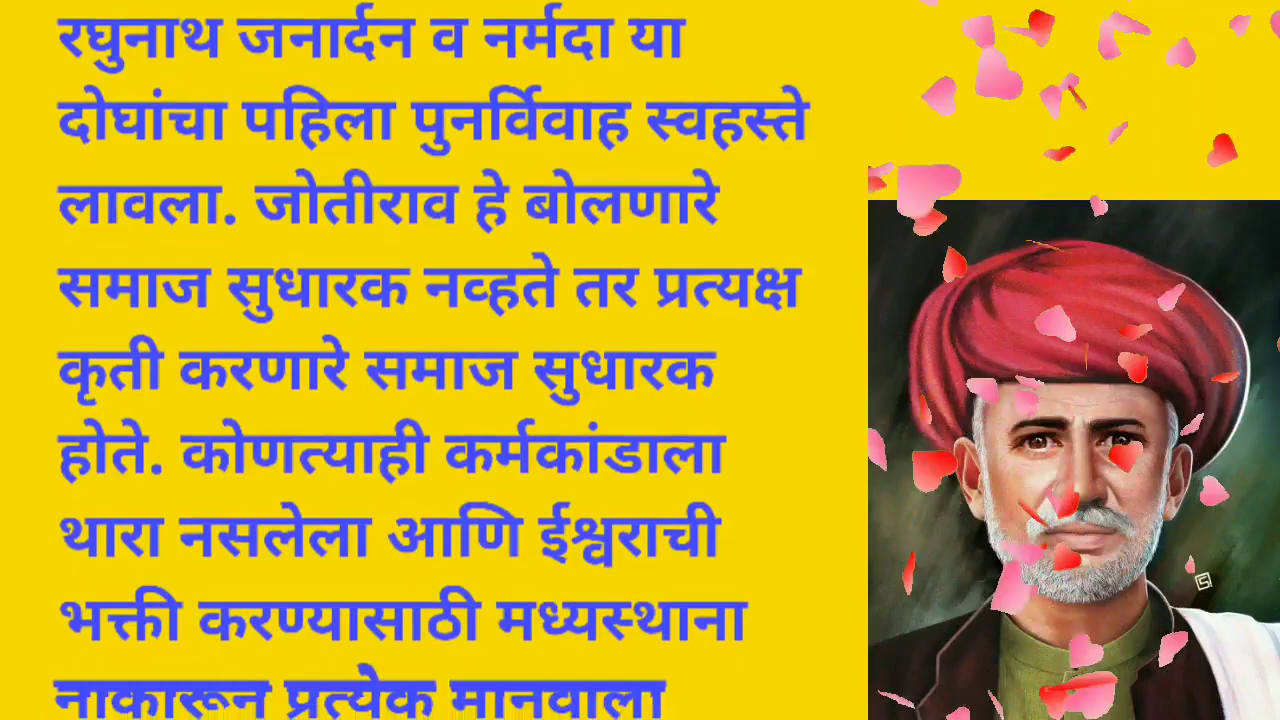 रघुनाथ जनार्दन व नर्मदा या
दोघांचा पहिला पुनर्विवाह स्वहस्ते
लावला. जोतीराव हे बोलणारे
समाज सुधारक नव्हते तर प्रत्यक्ष
कृती करणारे समाज सुधारक
होते. कोणत्याही कर्मकांडाला
थारा नसलेला आणि ईश्वराची
भक्ती करण्यासाठी मध्यस्थाना
नाकारून प्रत्येक मानवाला